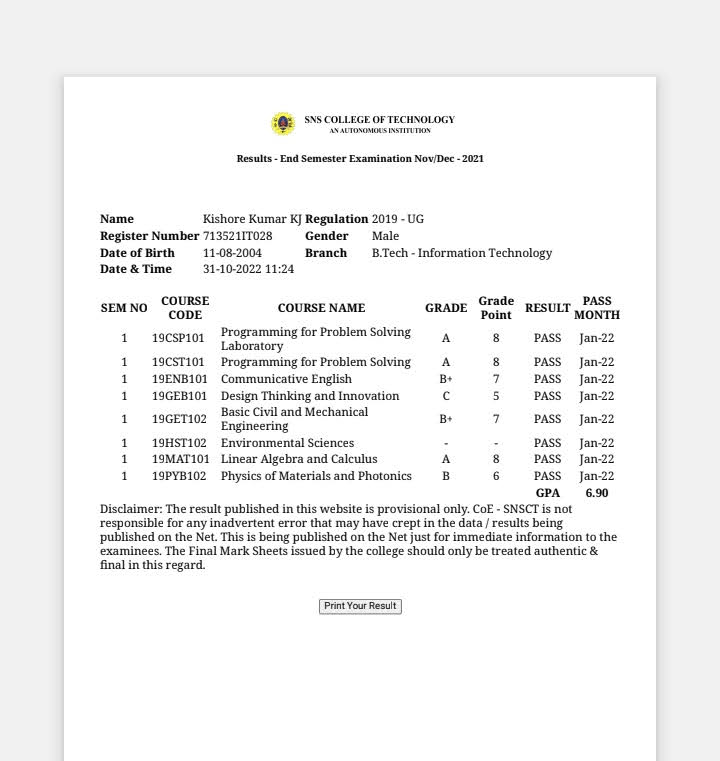 SNS COLLEGE OF TECHNOLOGY
AN AUTONOMOUS INSTITUTION
Results - End Semester Examination Nov/Dec - 2021
Name Kishore Kumar KJ Regulation 2019 - UG
Register Number 713521IT028 Gender Male
Date of Birth 11-08-2004 Branch B.Tech - Information Technology
Date & Time 31-10-2022 11:24
SEM NO COURSE CODE COURSE NAME GRADE Grade Point RESULT PASS MONTH
1 19CSP101 Programming for Problem Solving Laboratory A 8 PASS Jan-22
1 19CST101 Programming for Problem Solving A 8 PASS Jan-22
1 19ENB101 Communicative English B+ 7 PASS Jan-22
1 19GEB101 Design Thinking and Innovation C 5 PASS Jan-22
1 19GET102 Basic Civil and Mechanical Engineering B+ 7 PASS Jan-22
1 19HST102 Environmental Sciences - - PASS Jan-22
1 19MAT101 Linear Algebra and Calculus A 8 PASS Jan-22
1 19PYB102 Physics of Materials and Photonics B 6 PASS Jan-22
GPA 6.90
Disclaimer: The result published in this website is provisional only. CoE - SNSCT is not
responsible for any inadvertent error that may have crept in the data / results being
published on the Net. This is being published on the Net just for immediate information to the
examinees. The Final Mark Sheets issued by the college should only be treated authentic &
final in this regard.
Print Your Result